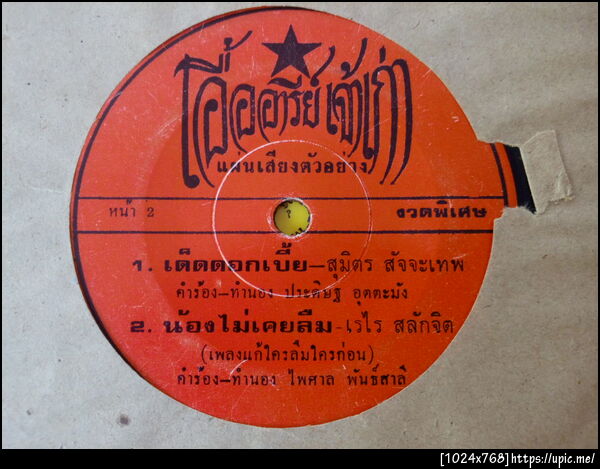 โอื้ออารีย์เจ้าเก่า
แผ่นเสียงตัวอย่าง
หน้า 2
งวดพิเศษ
1. เด็ดดอกเบี้ย - สุมิตร สัจจะเทพ
คำร้อง - ทำนอง ประดิษฐ อุตตะมัง
2. น้องไม่เคยลืม - เรไร สลักจิต
(เพลงแก้ใครลืมใครก่อน)
คำร้อง - ทำนอง ไพศาล พันธ์สาลี
[1024x768]https://upic.me/